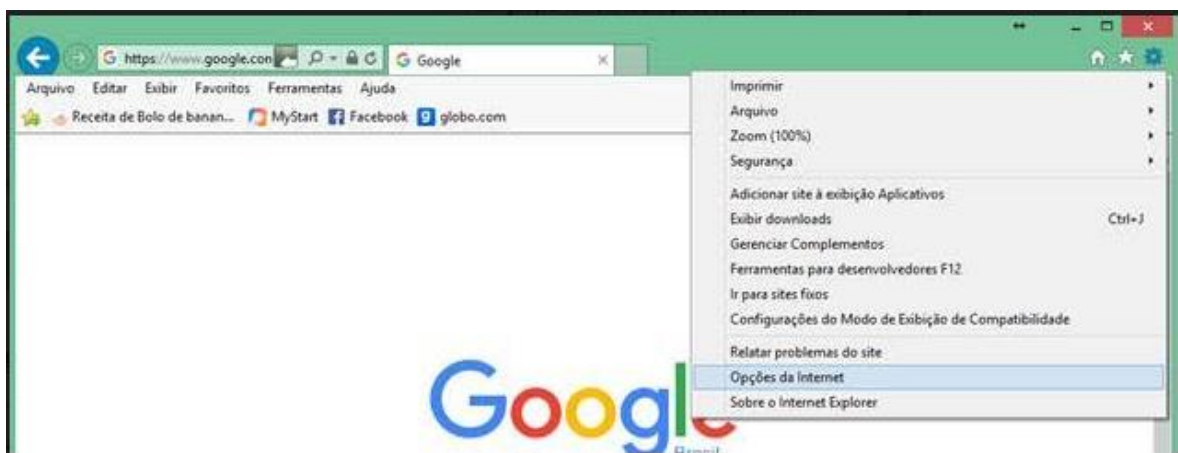 https://www.google.con
Google
Arquivo Editar Exibir Favoritos Ferramentas Ajuda
Receita de Bolo de banan... MyStart Facebook globo.com
Imprimir
Arquivo
Zoom (100%)
Segurança
Adicionar site à exibição Aplicativos
Exibir downloads Ctrl+J
Gerenciar Complementos
Ferramentas para desenvolvedores F12
Ir para sites fixos
Configurações do Modo de Exibição de Compatibilidade
Relatar problemas do site
Opções da Internet
Sobre o Internet Explorer
Google
Brasil